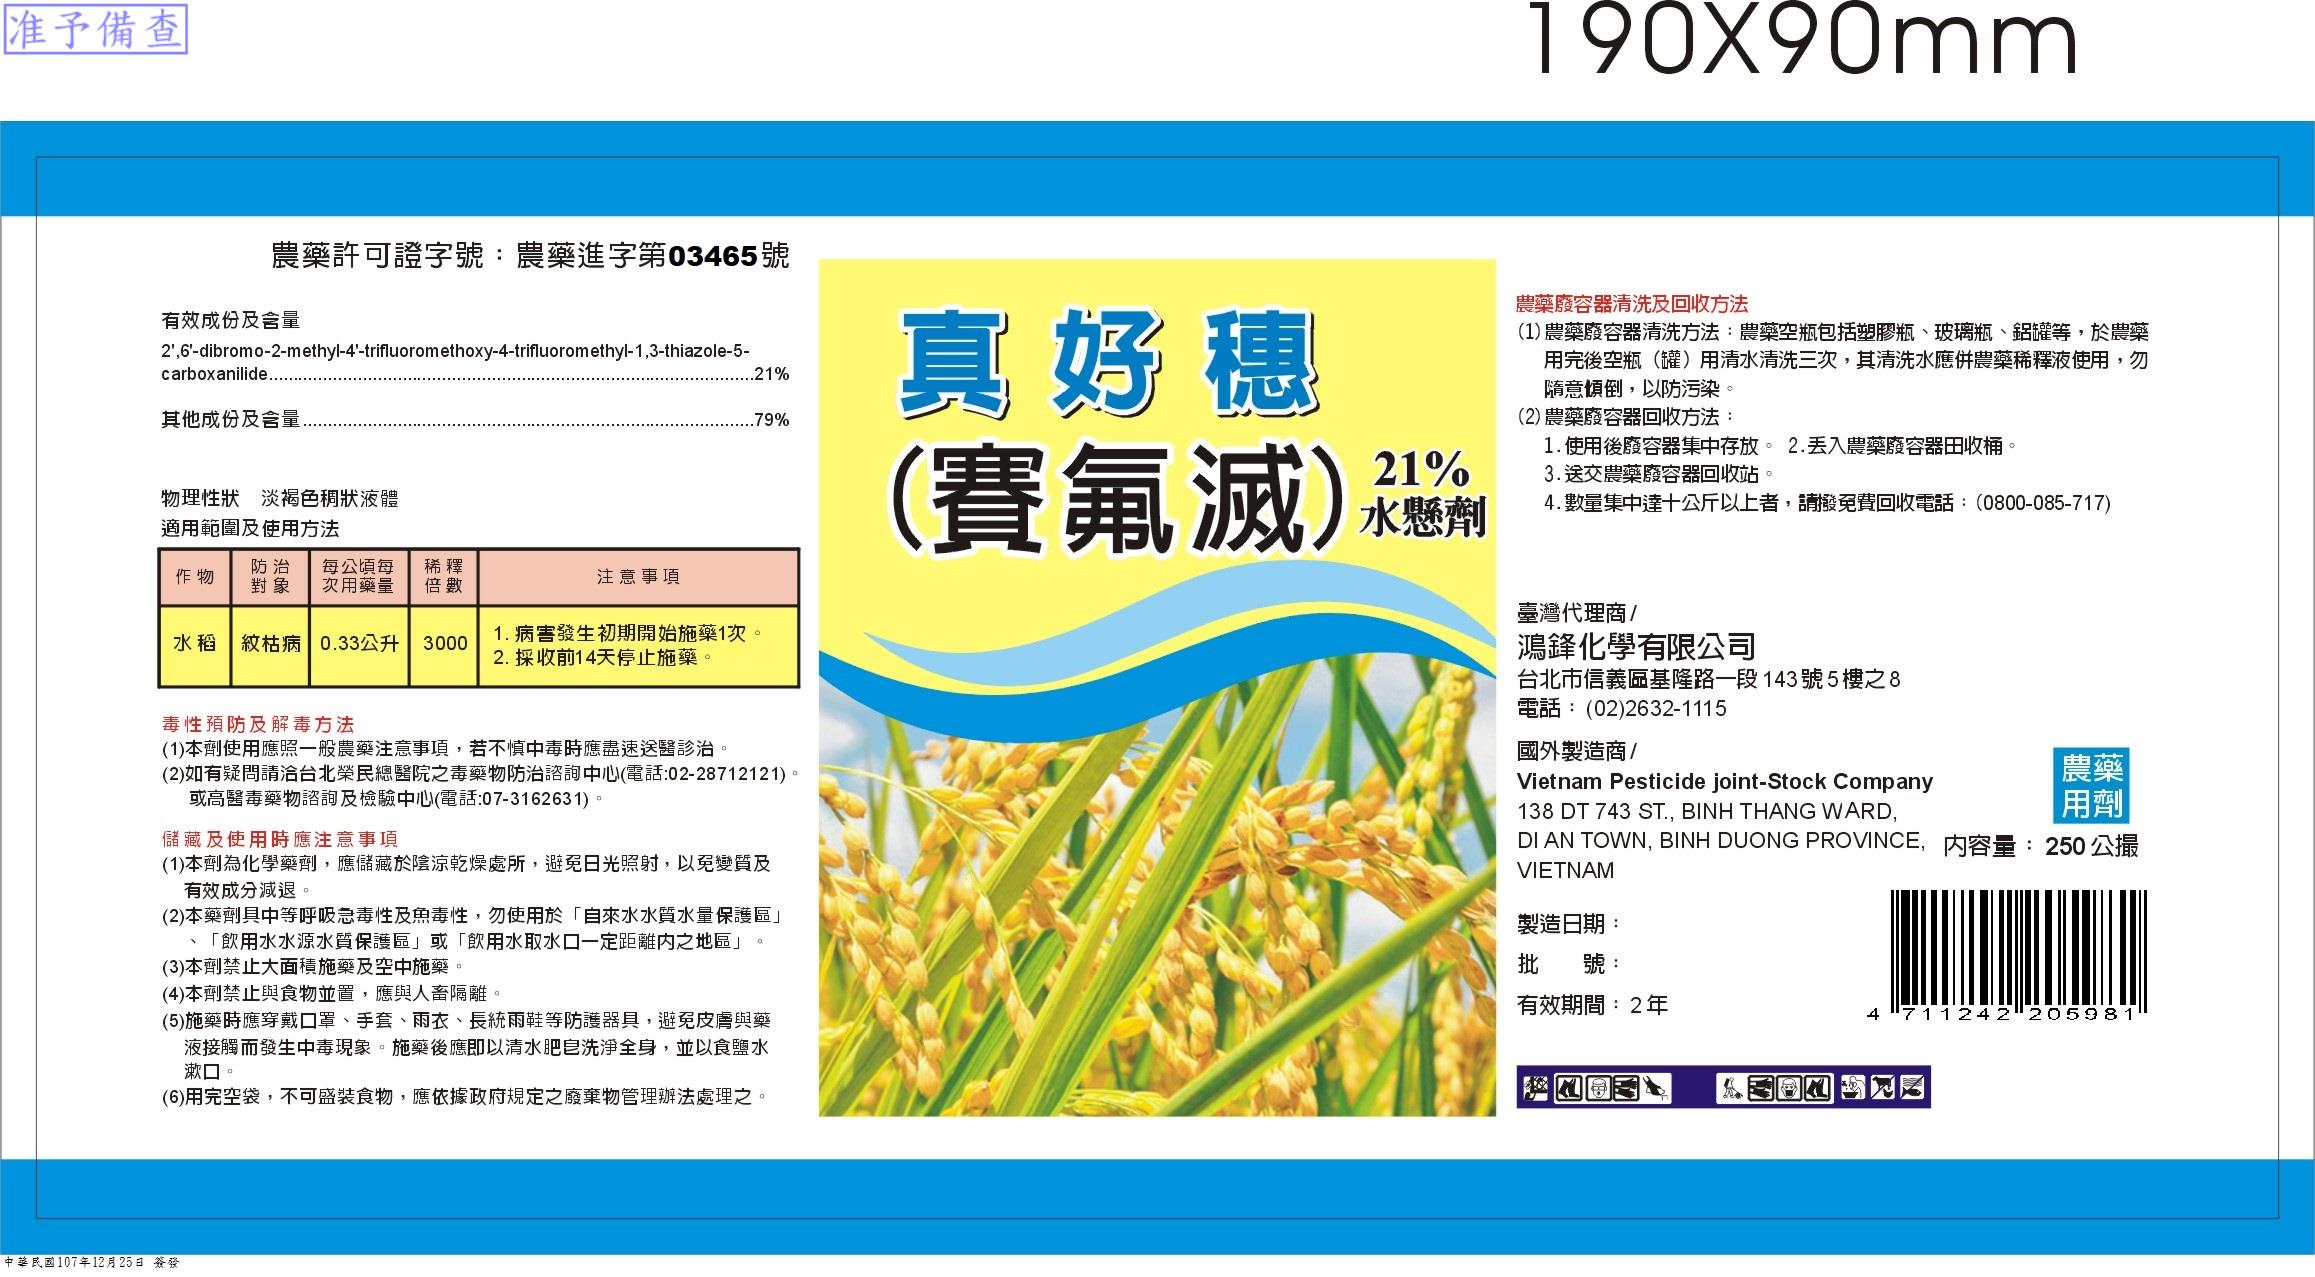 准予備查
190X90mm
農藥許可證字號：農藥進字第03465號
有效成份及含量
2',6'-dibromo-2-methyl-4'-trifluoromethoxy-4-trifluoromethyl-1,3-thiazole-5-
carboxanilide......21%
其他成份及含量......79%
物理性狀　淡褐色稠狀液體
適用範圍及使用方法
作物 防治對象 每公頃每次用藥量 稀釋倍數 注意事項
水稻 紋枯病 0.33公升 3000 1. 病害發生初期開始施藥1次。
2. 採收前14天停止施藥。
毒性預防及解毒方法
(1)本劑使用應照一般農藥注意事項，若不慎中毒時應盡速送醫診治。
(2)如有疑問請洽台北榮民總醫院之毒藥物防治諮詢中心(電話:02-28712121)。
或高醫毒藥物諮詢及檢驗中心(電話:07-3162631)。
儲藏及使用時應注意事項
(1)本劑為化學藥劑，應儲藏於陰涼乾燥處所，避免日光照射，以免變質及
有效成分減退。
(2)本藥劑具中等呼吸急毒性及魚毒性，勿使用於「自來水水質水量保護區」
、「飲用水水源水質保護區」或「飲用水取水口一定距離內之地區」。
(3)本劑禁止大面積施藥及空中施藥。
(4)本劑禁止與食物並置，應與人畜隔離。
(5)施藥時應穿戴口罩、手套、雨衣、長統雨鞋等防護器具，避免皮膚與藥
液接觸而發生中毒現象。施藥後應即以清水肥皂洗淨全身，並以食鹽水
漱口。
(6)用完空袋，不可盛裝食物，應依據政府規定之廢棄物管理辦法處理之。
真好穗
(賽氟滅) 21%
水懸劑
農藥廢容器清洗及回收方法
(1)農藥廢容器清洗方法：農藥空瓶包括塑膠瓶、玻璃瓶、鋁罐等，於農藥
用完後空瓶（罐）用清水清洗三次，其清洗水應併農藥稀釋液使用，勿
隨意傾倒，以防污染。
(2)農藥廢容器回收方法：
1.使用後廢容器集中存放。 2.丟入農藥廢容器田收桶。
3.送交農藥廢容器回收站。
4.數量集中達十公斤以上者，請撥免費回收電話：(0800-085-717)
臺灣代理商/
鴻鋒化學有限公司
台北市信義區基隆路一段143號5樓之8
電話：(02)2632-1115
國外製造商/
Vietnam Pesticide joint-Stock Company
138 DT 743 ST., BINH THANG WARD,
DI AN TOWN, BINH DUONG PROVINCE,
VIETNAM
農藥
用劑
內容量：250公撮
製造日期：
批　號：
有效期間：2年
4 711242 205981
中華民國107年12月25日 簽發